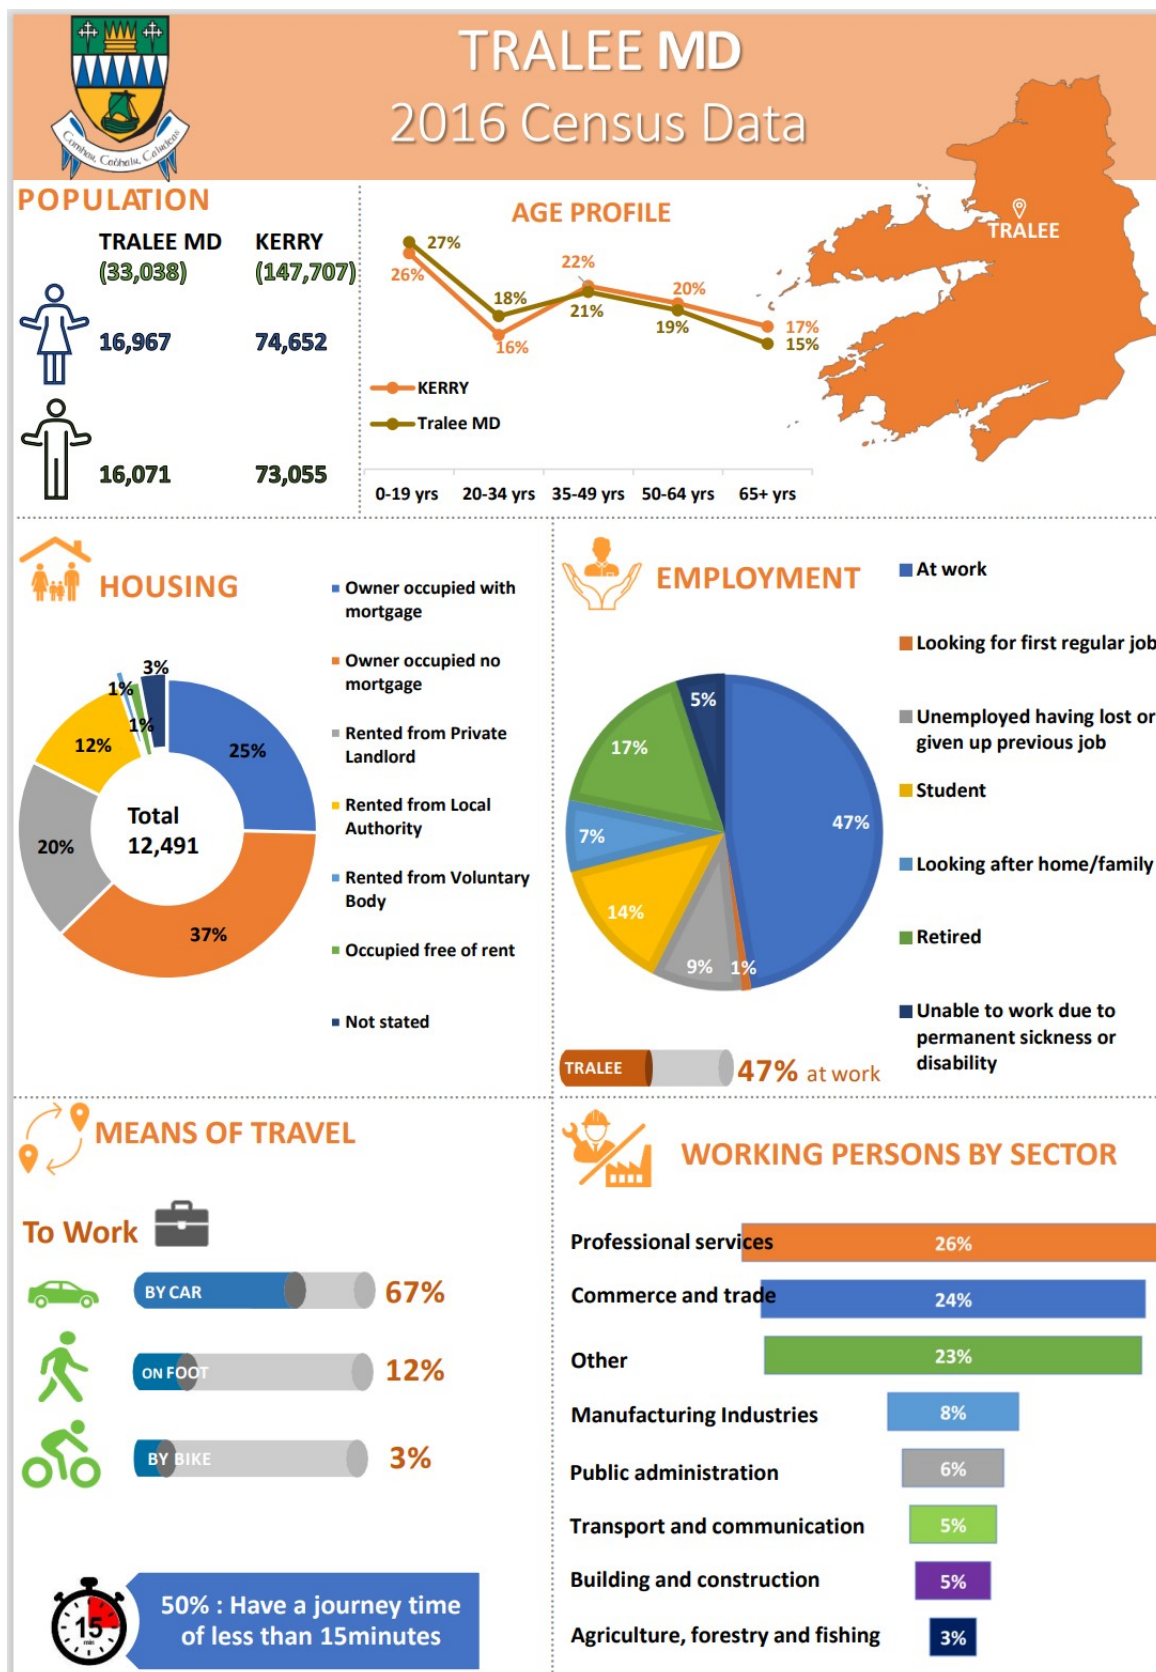 TRALEE MD
2016 Census Data
POPULATION
TRALEE MD KERRY
(33,038) (147,707)
16,967 74,652
16,071 73,055
AGE PROFILE
27%
26%
18%
16%
22%
21%
20%
19%
17%
15%
KERRY
Tralee MD
0-19 yrs 20-34 yrs 35-49 yrs 50-64 yrs 65+ yrs
TRALEE
HOUSING
3%
1%
1%
12%
25%
20%
37%
Total
12,491
Owner occupied with
mortgage
Owner occupied no
mortgage
Rented from Private
Landlord
Rented from Local
Authority
Rented from Voluntary
Body
Occupied free of rent
Not stated
EMPLOYMENT
5%
17%
47%
7%
14%
9%
1%
At work
Looking for first regular job
Unemployed having lost or
given up previous job
Student
Looking after home/family
Retired
Unable to work due to
permanent sickness or
disability
TRALEE 47% at work
MEANS OF TRAVEL
To Work
BY CAR 67%
ON FOOT 12%
BY BIKE 3%
15
min
50% : Have a journey time
of less than 15minutes
WORKING PERSONS BY SECTOR
Professional services 26%
Commerce and trade 24%
Other 23%
Manufacturing Industries 8%
Public administration 6%
Transport and communication 5%
Building and construction 5%
Agriculture, forestry and fishing 3%